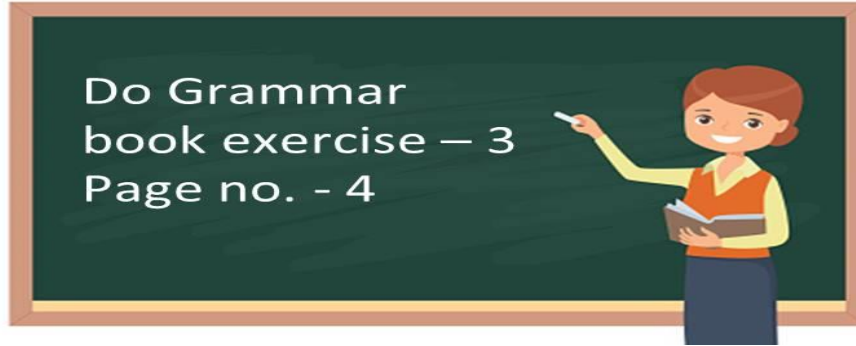 Do Grammar
book exercise – 3
Page no. - 4